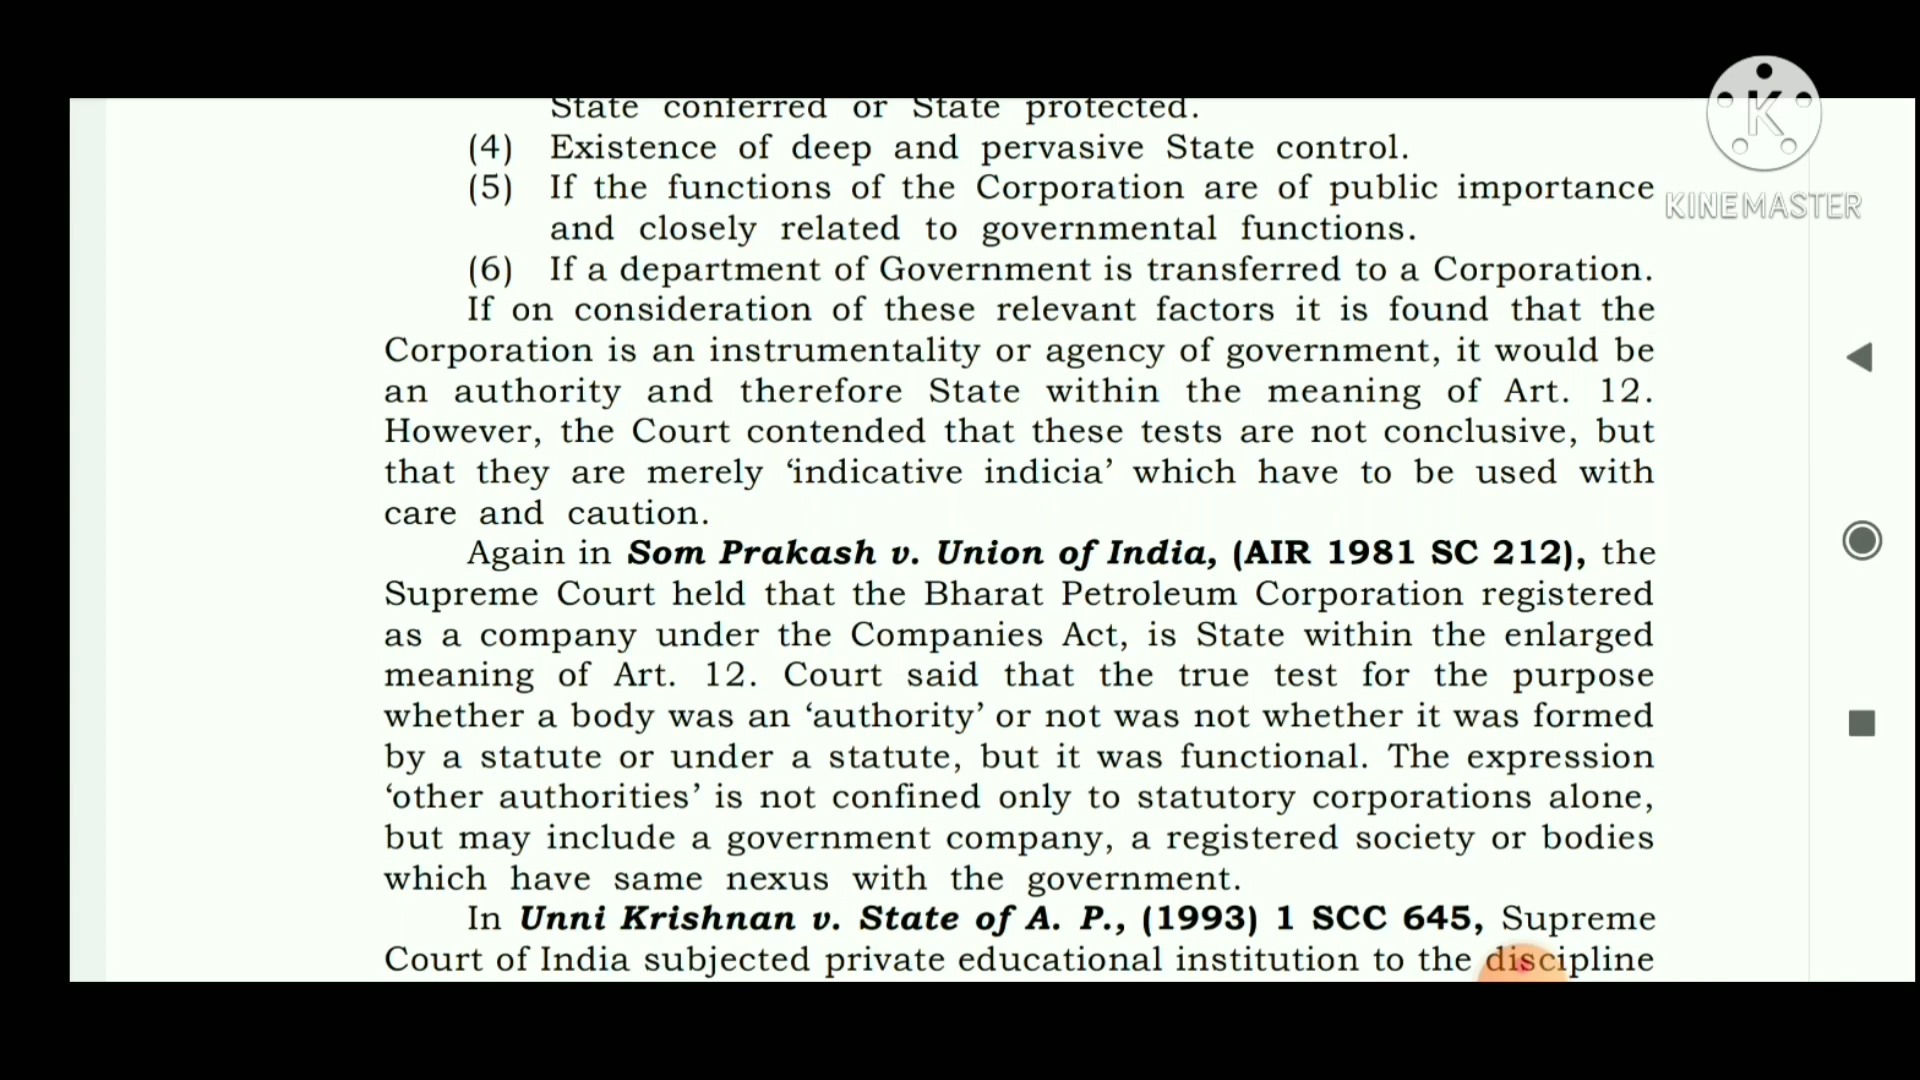 State conferred or State protected.
(4) Existence of deep and pervasive State control.
(5) If the functions of the Corporation are of public importance
and closely related to governmental functions.
(6) If a department of Government is transferred to a Corporation.
If on consideration of these relevant factors it is found that the
Corporation is an instrumentality or agency of government, it would be
an authority and therefore State within the meaning of Art. 12.
However, the Court contended that these tests are not conclusive, but
that they are merely ‘indicative indicia’ which have to be used with
care and caution.
Again in Som Prakash v. Union of India, (AIR 1981 SC 212), the
Supreme Court held that the Bharat Petroleum Corporation registered
as a company under the Companies Act, is State within the enlarged
meaning of Art. 12. Court said that the true test for the purpose
whether a body was an ‘authority’ or not was not whether it was formed
by a statute or under a statute, but it was functional. The expression
‘other authorities’ is not confined only to statutory corporations alone,
but may include a government company, a registered society or bodies
which have same nexus with the government.
In Unni Krishnan v. State of A. P., (1993) 1 SCC 645, Supreme
Court of India subjected private educational institution to the discipline
K
KINEMASTER